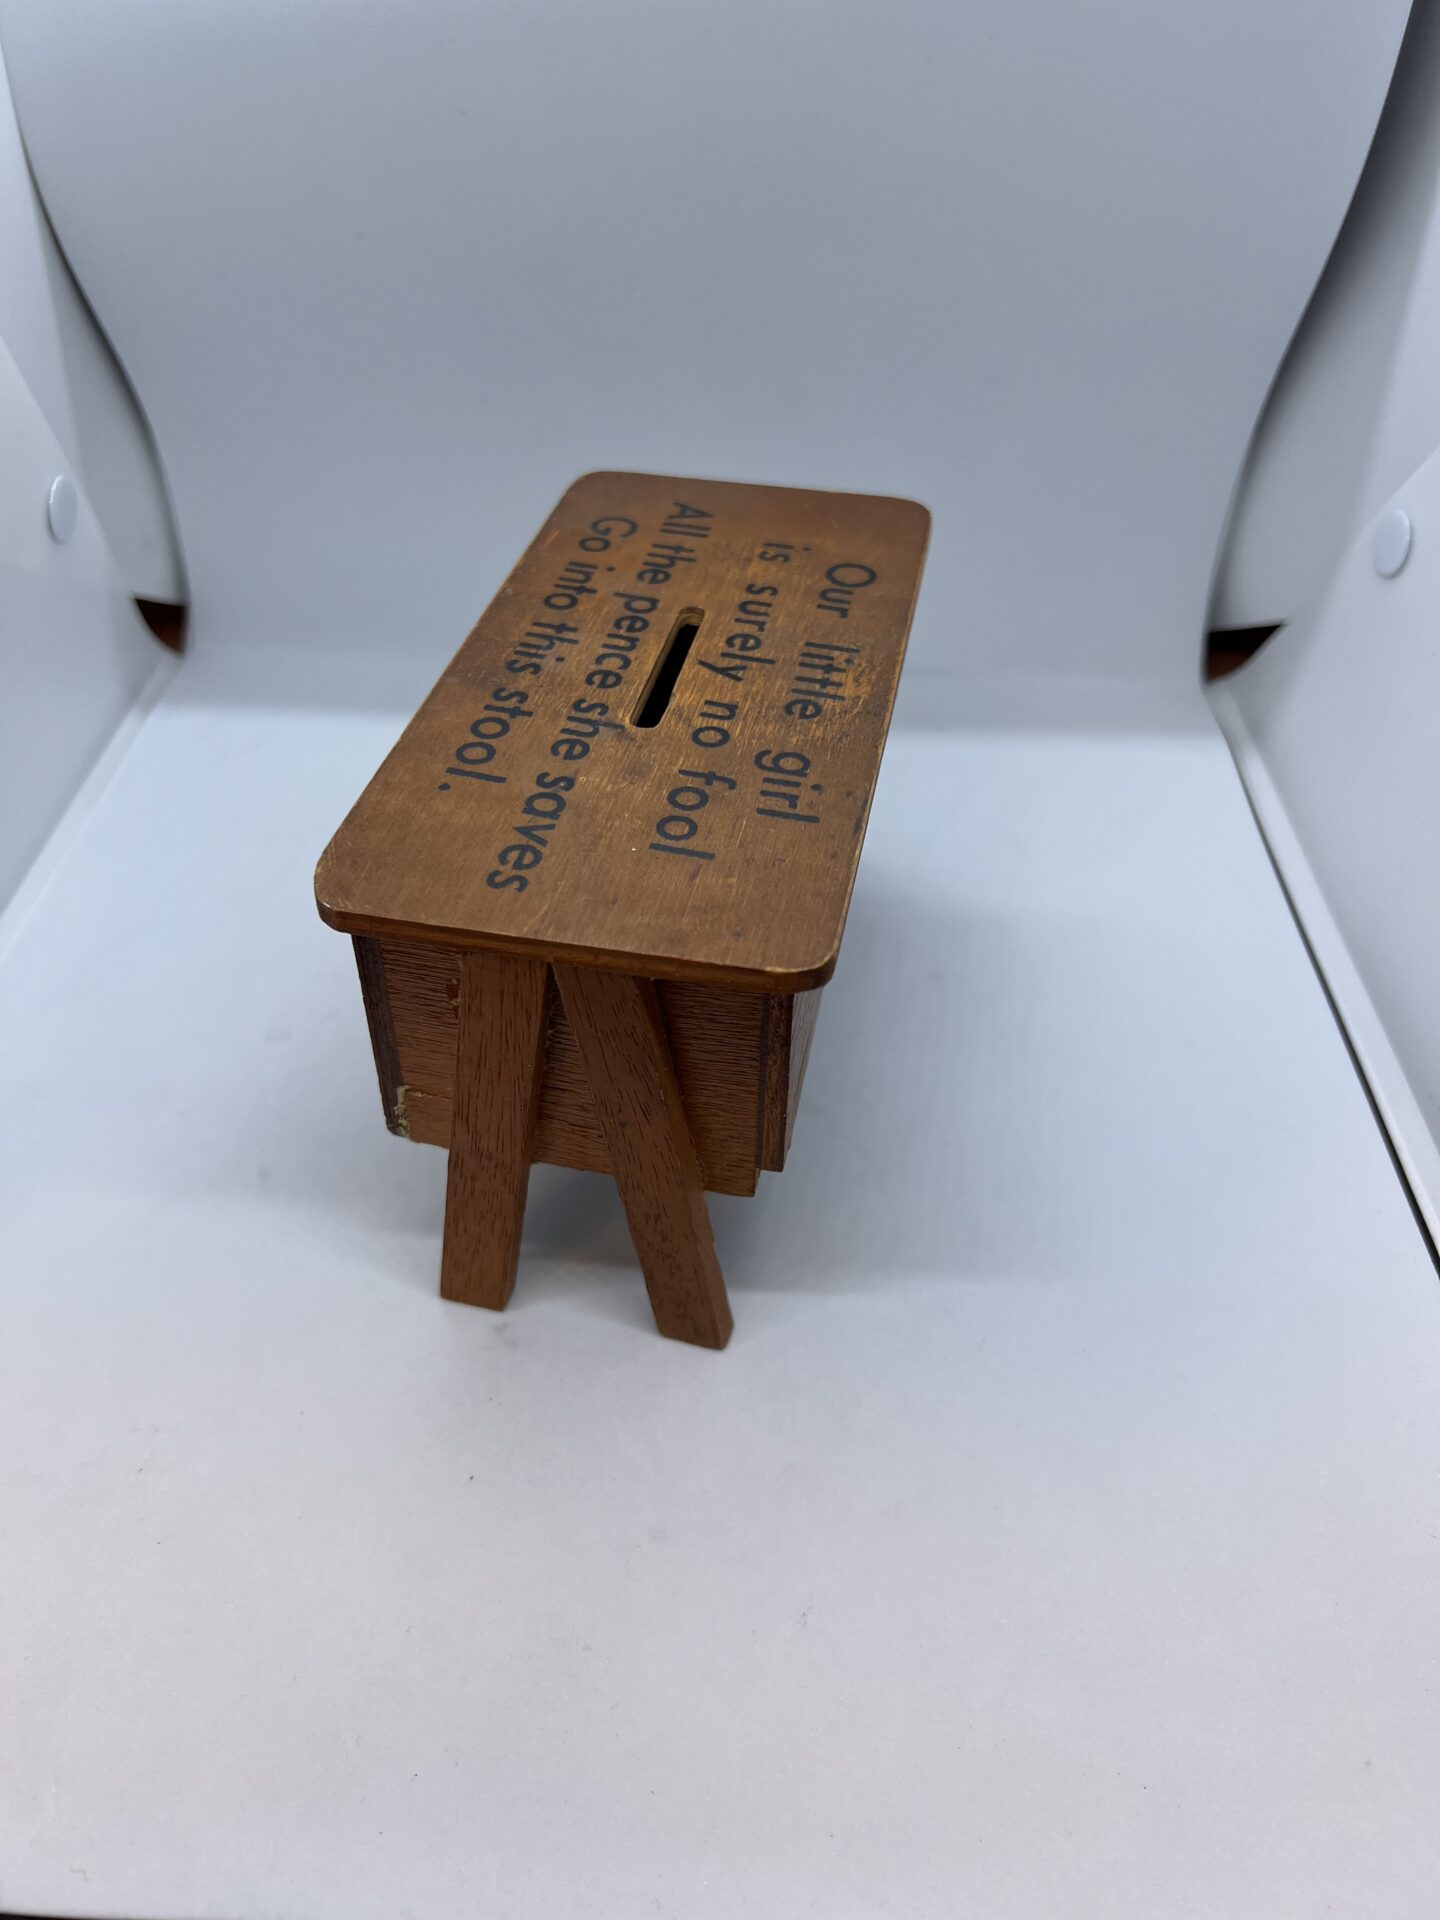 Our little girl
is surely no fool
All the pence she saves
Go into this stool.